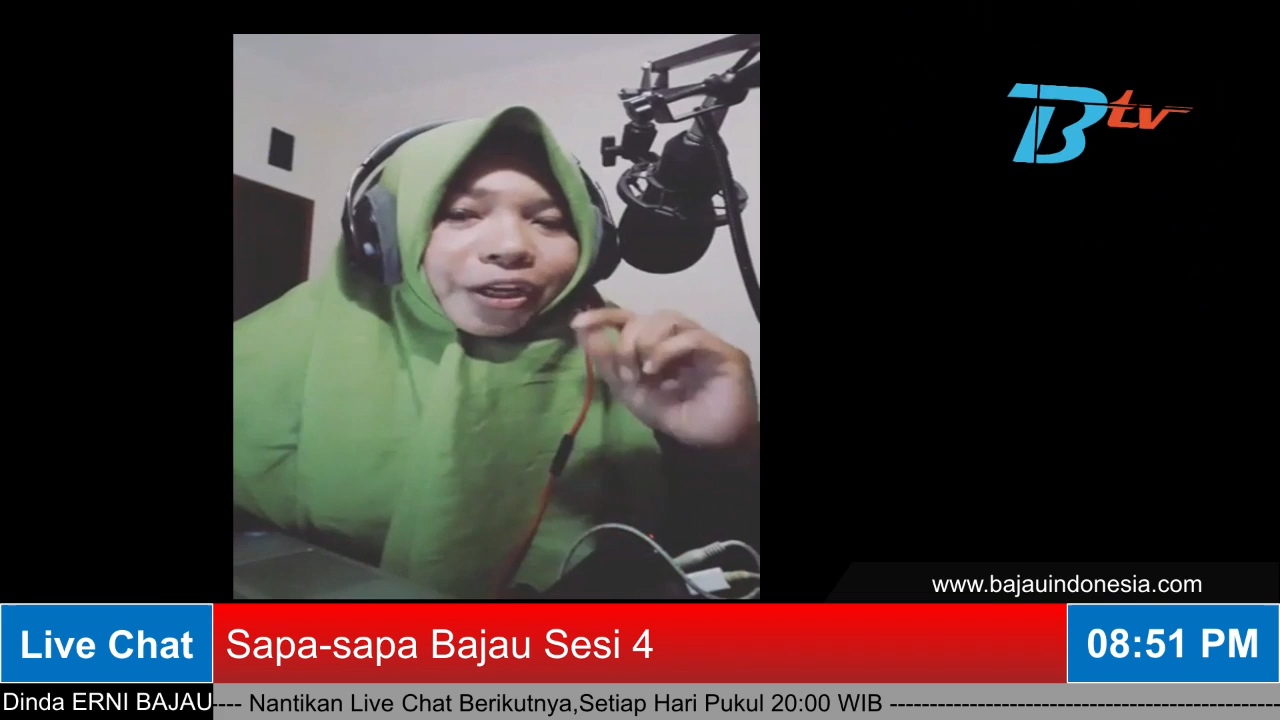 Btv
www.bajauindonesia.com
Live Chat
Sapa-sapa Bajau Sesi 4
08:51 PM
Dinda ERNI BAJAU
---- Nantikan Live Chat Berikutnya,Setiap Hari Pukul 20:00 WIB ----------------------------------------------------